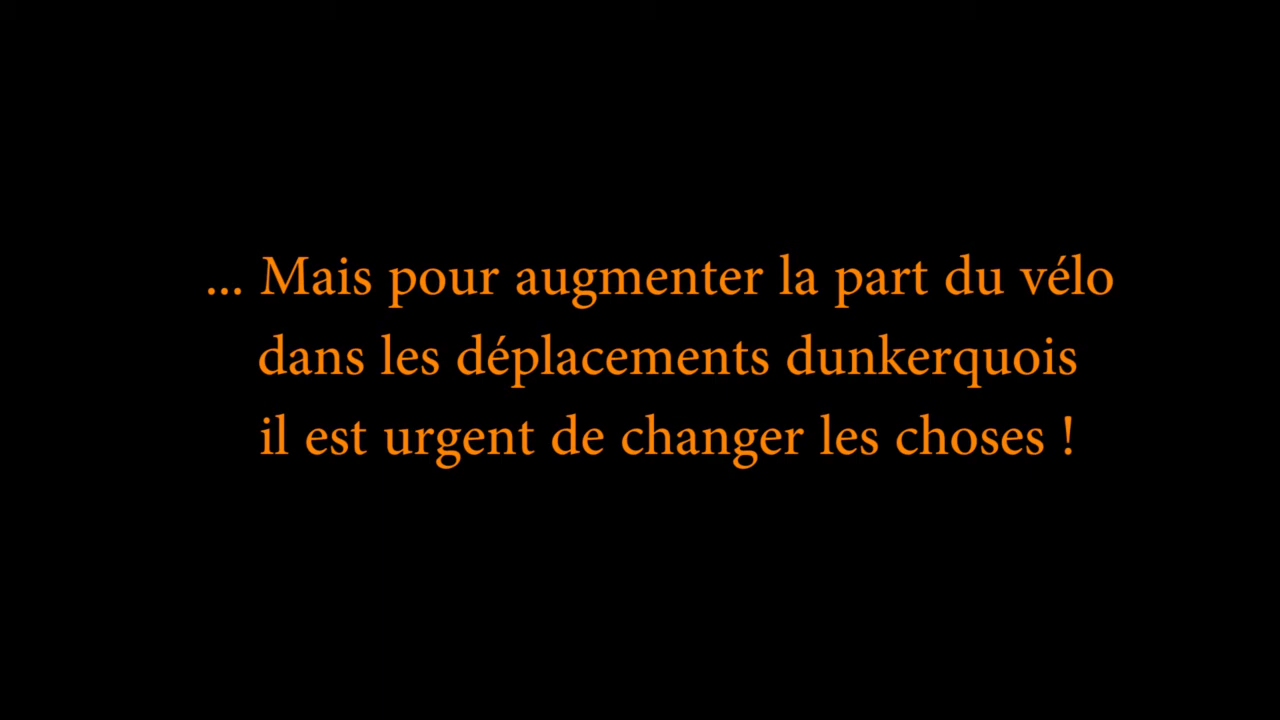 ... Mais pour augmenter la part du vélo
dans les déplacements dunkerquois
il est urgent de changer les choses !